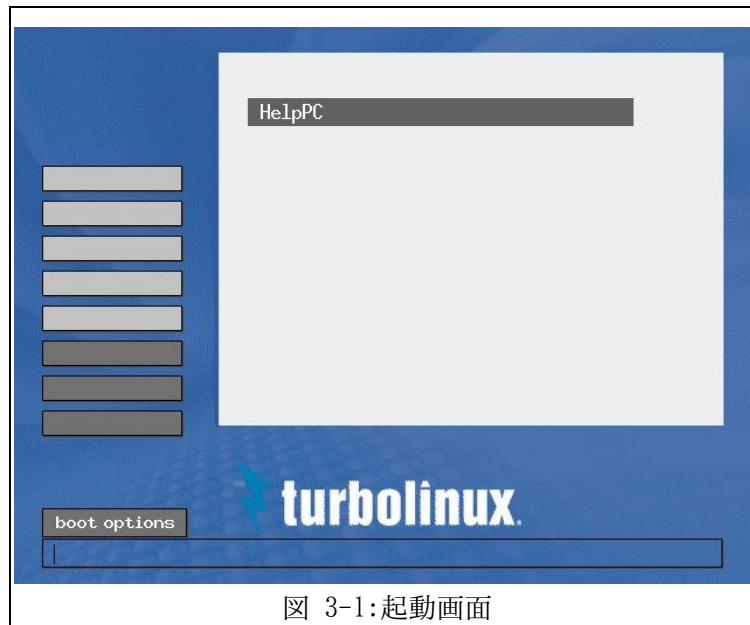 HelpPC
turbolinux.
boot options
図 3-1:起動画面